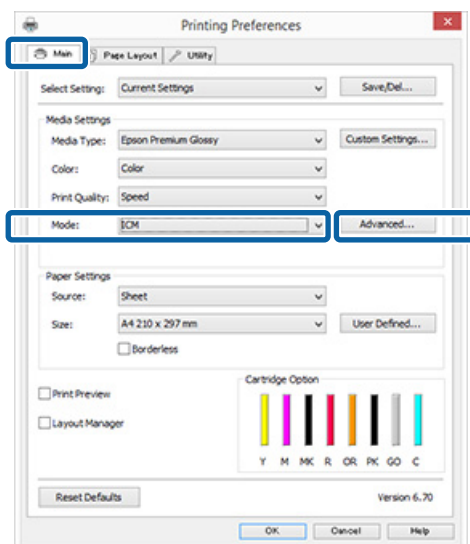 Printing Preferences
Main Page Layout Utility
Select Setting: Current Settings Save/Del...
Media Settings
Media Type: Epson Premium Glossy Custom Settings...
Color: Color
Print Quality: Speed
Mode: ICM Advanced...
Paper Settings
Source: Sheet
Size: A4 210 x 297 mm User Defined...
Borderless
Print Preview
Layout Manager
Cartridge Option
Y M MK R OR PK GO C
Reset Defaults Version 6.70
OK Cancel Help